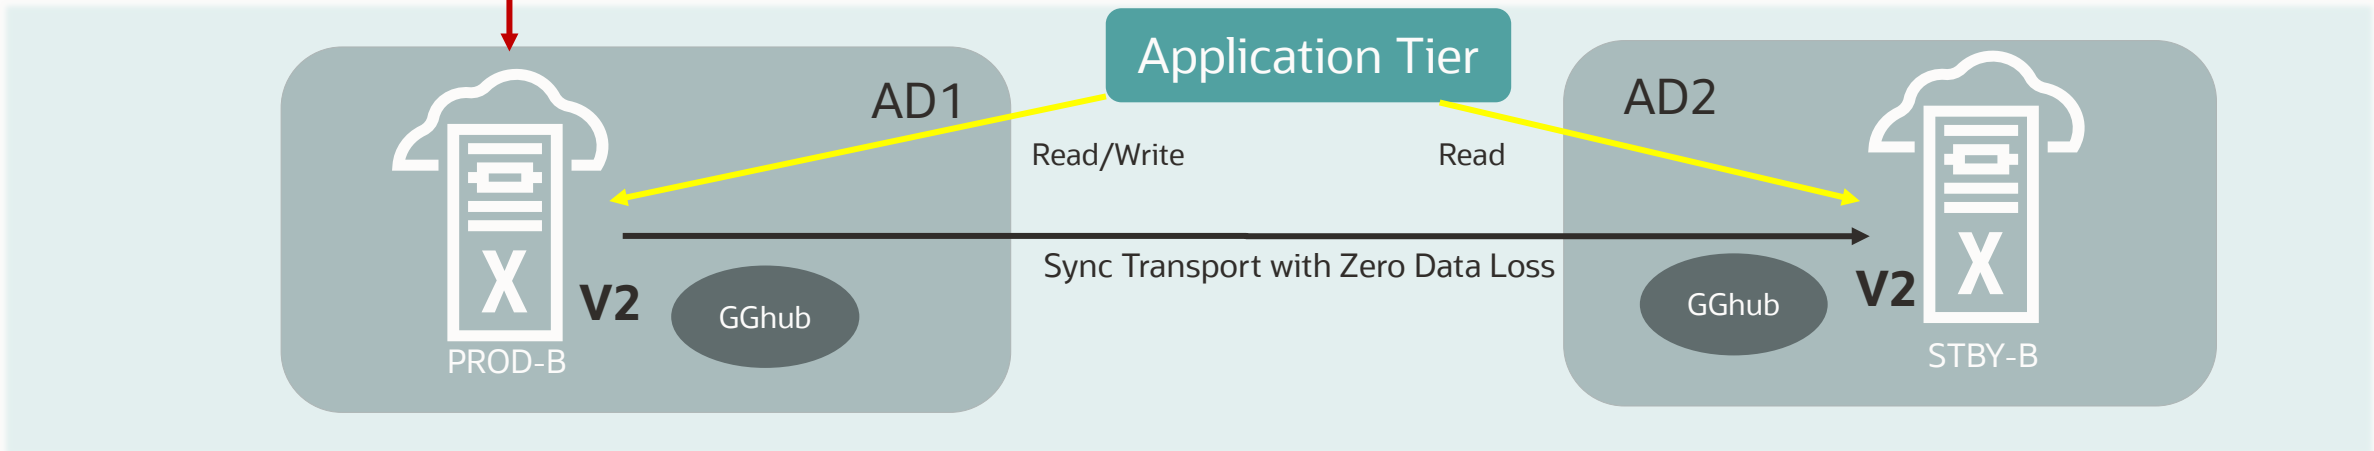 Application Tier
AD1
AD2
Read/Write
Read
Sync Transport with Zero Data Loss
X
V2
GGhub
PROD-B
GGhub
V2
X
STBY-B